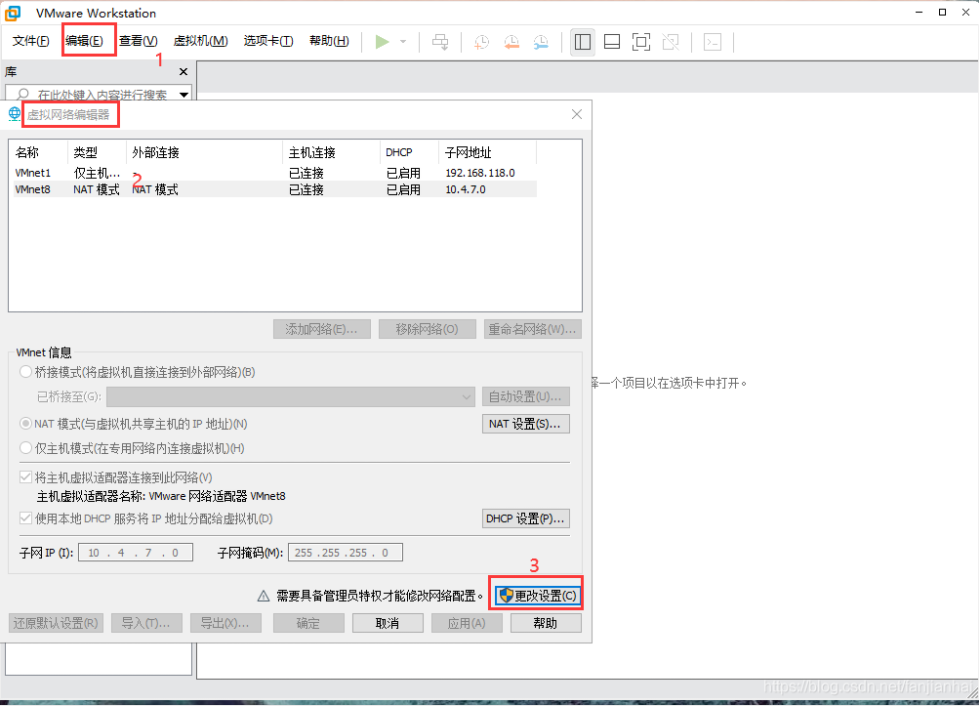 VMware Workstation
文件(F) 编辑(E) 查看(V) 虚拟机(M) 选项卡(T) 帮助(H)
1
库
在此处键入内容进行搜索
虚拟网络编辑器
名称 类型 外部连接 主机连接 DHCP 子网地址
VMnet1 仅主机... - 已连接 已启用 192.168.118.0
2
VMnet8 NAT 模式 NAT 模式 已连接 已启用 10.4.7.0
添加网络(E)... 移除网络(O) 重命名网络(W)...
VMnet 信息
桥接模式(将虚拟机直接连接到外部网络)(B)
一个项目以在选项卡中打开。
已桥接至(G): 自动设置(U)...
NAT 模式(与虚拟机共享主机的 IP 地址)(N) NAT 设置(S)...
仅主机模式(在专用网络内连接虚拟机)(H)
将主机虚拟适配器连接到此网络(V)
主机虚拟适配器名称: VMware 网络适配器 VMnet8
使用本地 DHCP 服务将 IP 地址分配给虚拟机(D) DHCP 设置(P)...
子网 IP (I): 10 . 4 . 7 . 0 子网掩码(M): 255 .255 .255 . 0
3
需要具备管理员特权才能修改网络配置。 更改设置(C)
还原默认设置(R) 导入(T)... 导出(X)... 确定 取消 应用(A) 帮助
https://blog.csdn.net/fanjianhai